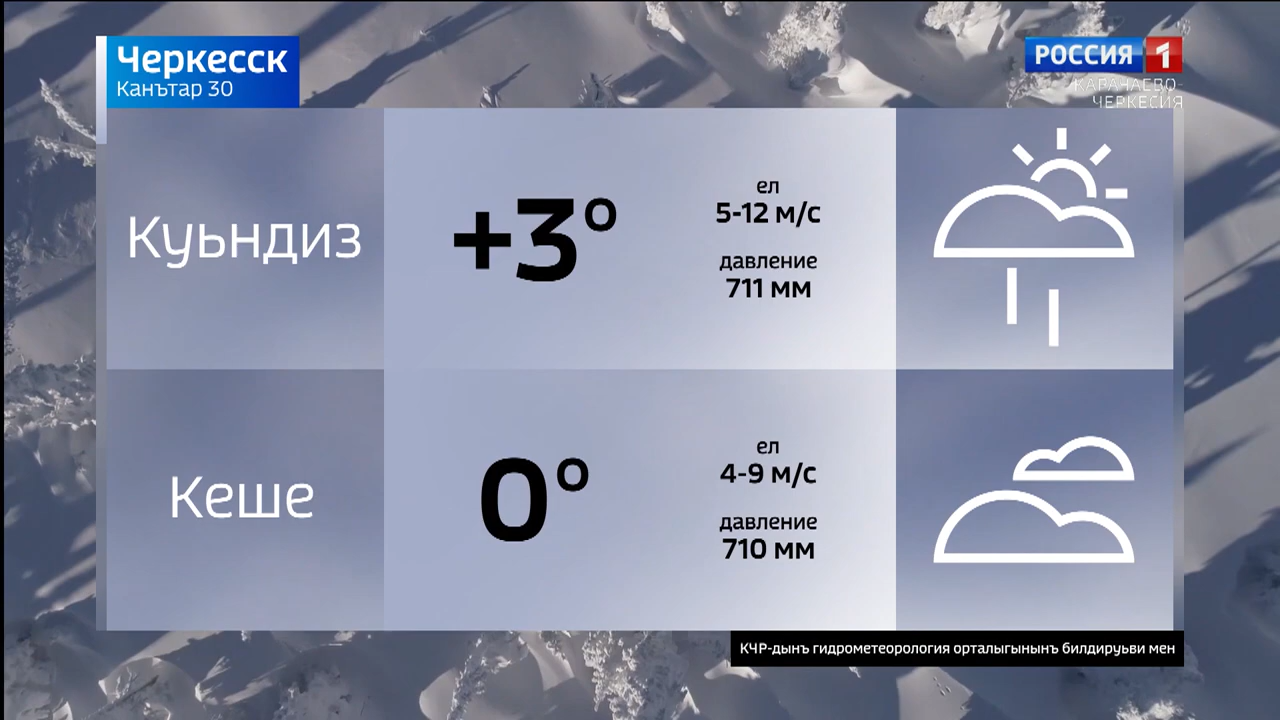 Черкесск
Канътар 30
РОССИЯ 1
КАРАЧАЕВО-
ЧЕРКЕСИЯ
Куьндиз
+3°
ел
5-12 м/с
давление
711 мм
Кеше
0°
ел
4-9 м/с
давление
710 мм
КЧР-дынъ гидрометеорология орталыгынынъ билдируьви мен